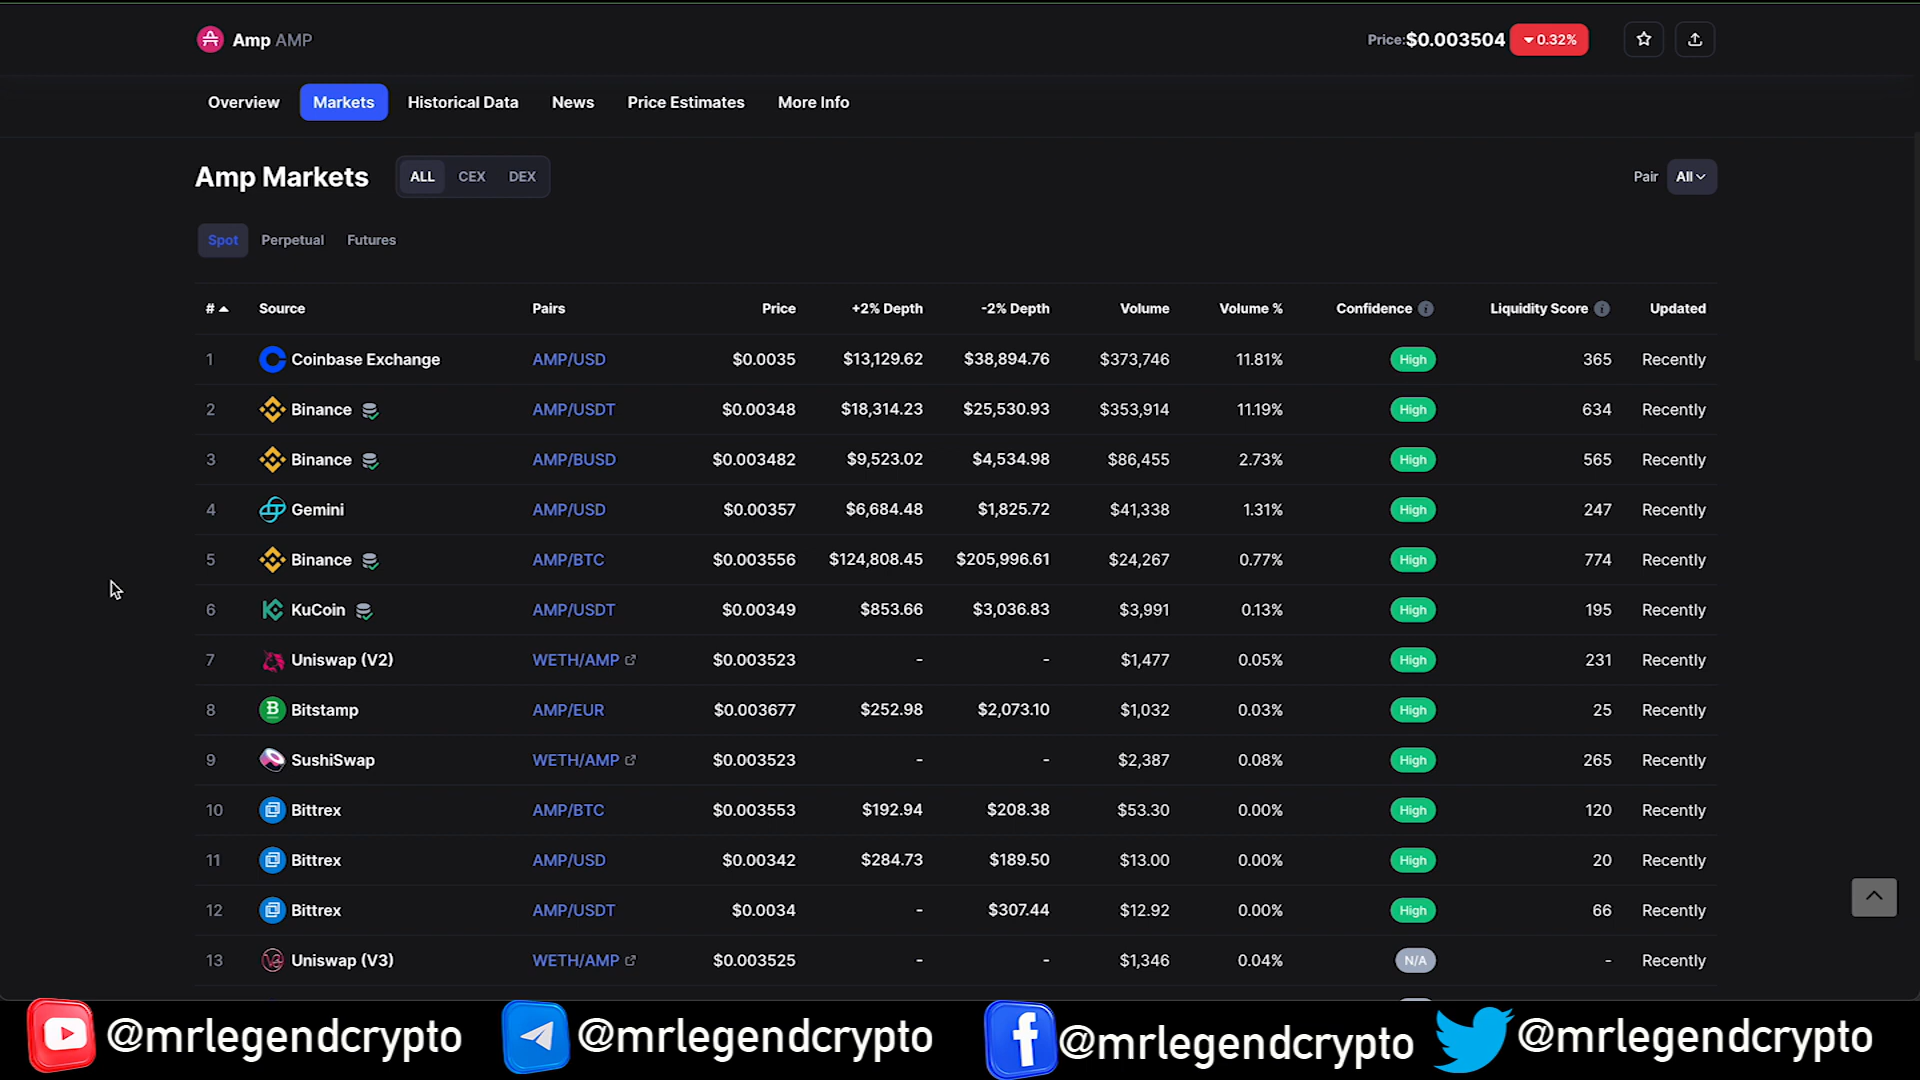 Amp AMP Price:$0.003504 0.32%
Overview Markets Historical Data News Price Estimates More Info
Amp Markets ALL CEX DEX Pair All
Spot Perpetual Futures
# Source Pairs Price +2% Depth -2% Depth Volume Volume % Confidence Liquidity Score Updated
1 Coinbase Exchange AMP/USD $0.0035 $13,129.62 $38,894.76 $373,746 11.81% High 365 Recently
2 Binance AMP/USDT $0.00348 $18,314.23 $25,530.93 $353,914 11.19% High 634 Recently
3 Binance AMP/BUSD $0.003482 $9,523.02 $4,534.98 $86,455 2.73% High 565 Recently
4 Gemini AMP/USD $0.00357 $6,684.48 $1,825.72 $41,338 1.31% High 247 Recently
5 Binance AMP/BTC $0.003556 $124,808.45 $205,996.61 $24,267 0.77% High 774 Recently
6 KuCoin AMP/USDT $0.00349 $853.66 $3,036.83 $3,991 0.13% High 195 Recently
7 Uniswap (V2) WETH/AMP $0.003523 - - $1,477 0.05% High 231 Recently
8 Bitstamp AMP/EUR $0.003677 $252.98 $2,073.10 $1,032 0.03% High 25 Recently
9 SushiSwap WETH/AMP $0.003523 - - $2,387 0.08% High 265 Recently
10 Bittrex AMP/BTC $0.003553 $192.94 $208.38 $53.30 0.00% High 120 Recently
11 Bittrex AMP/USD $0.00342 $284.73 $189.50 $13.00 0.00% High 20 Recently
12 Bittrex AMP/USDT $0.0034 - $307.44 $12.92 0.00% High 66 Recently
13 Uniswap (V3) WETH/AMP $0.003525 - - $1,346 0.04% N/A - Recently
@mrlegendcrypto @mrlegendcrypto @mrlegendcrypto @mrlegendcrypto